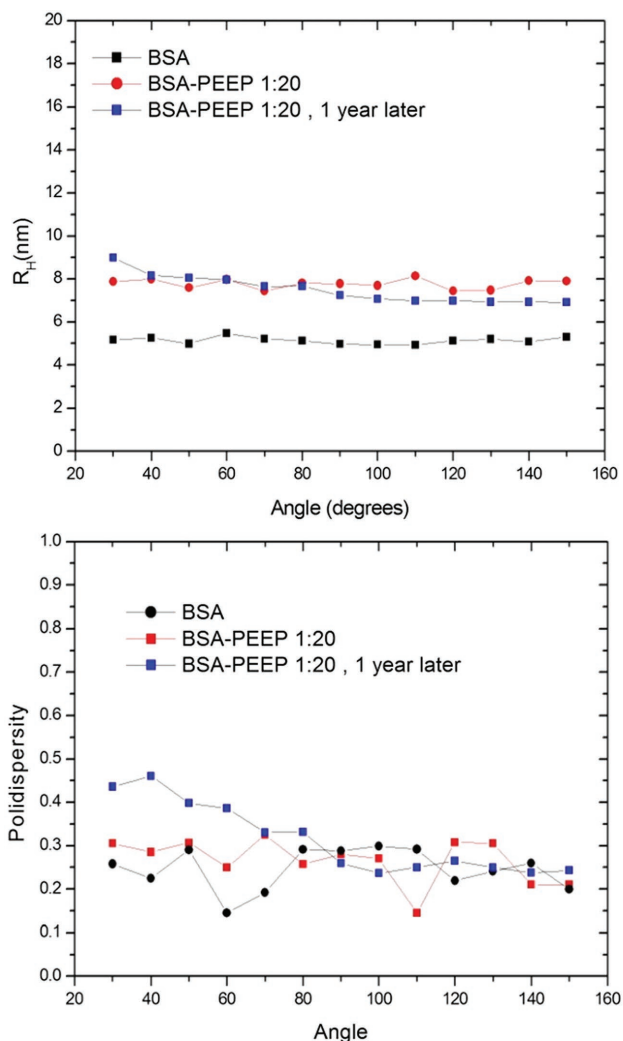 20
18
16
14
12
10
8
6
4
2
0
R_H(nm)
BSA
BSA-PEEP 1:20
BSA-PEEP 1:20 , 1 year later
20 40 60 80 100 120 140 160
Angle (degrees)
1.0
0.9
0.8
0.7
0.6
0.5
0.4
0.3
0.2
0.1
0.0
Polidispersity
BSA
BSA-PEEP 1:20
BSA-PEEP 1:20 , 1 year later
20 40 60 80 100 120 140 160
Angle